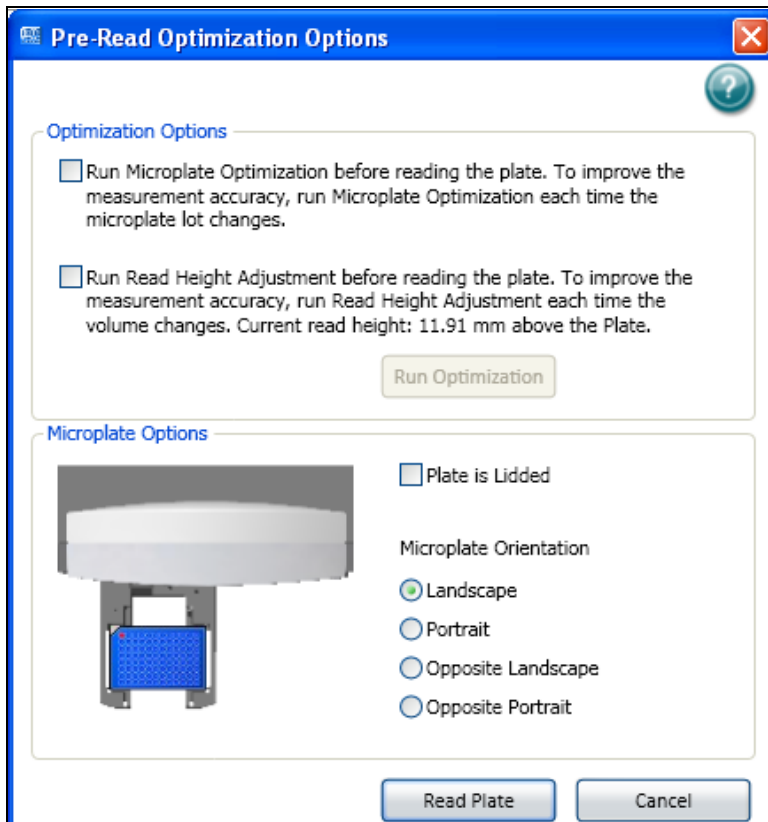 Pre-Read Optimization Options
?
Optimization Options
Run Microplate Optimization before reading the plate. To improve the
measurement accuracy, run Microplate Optimization each time the
microplate lot changes.
Run Read Height Adjustment before reading the plate. To improve the
measurement accuracy, run Read Height Adjustment each time the
volume changes. Current read height: 11.91 mm above the Plate.
Run Optimization
Microplate Options
Plate is Lidded
Microplate Orientation
Landscape
Portrait
Opposite Landscape
Opposite Portrait
Read Plate
Cancel